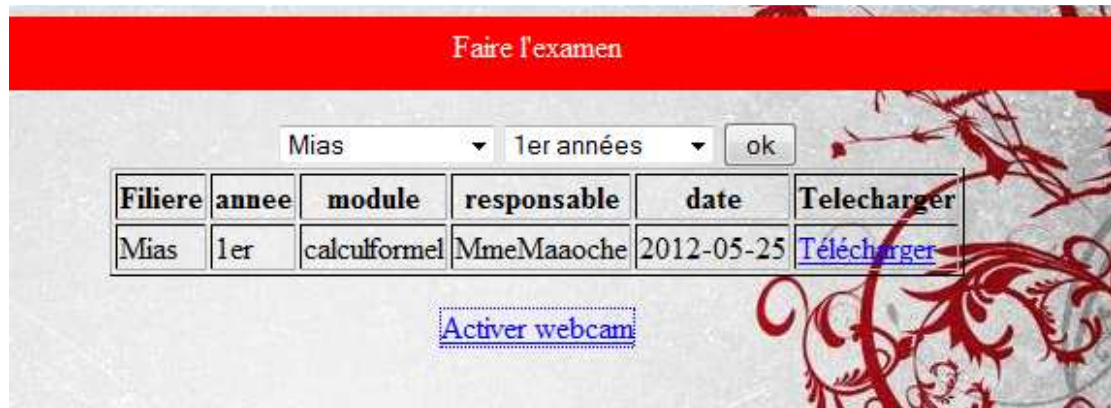 Faire l'examen
Mias 1er années ok
Filiere annee module responsable date Telecharger
Mias 1er calculformel MmeMaaoche 2012-05-25 Télécharger
Activer webcam